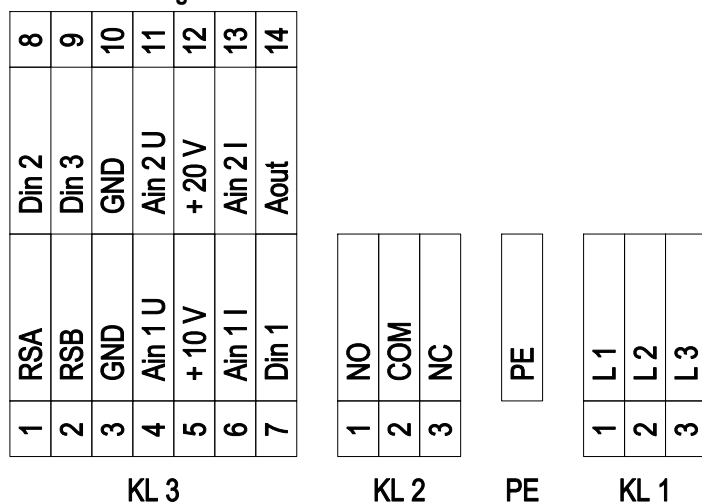 8 9 10 11 12 13 14
Din 2 Din 3 GND Ain 2 U + 20 V Ain 2 I Aout
RSA RSB GND Ain 1 U + 10 V Ain 1 I Din 1
1 2 3 4 5 6 7
KL 3
NO COM NC
1 2 3
KL 2
PE
PE
L 1 L 2 L 3
1 2 3
KL 1